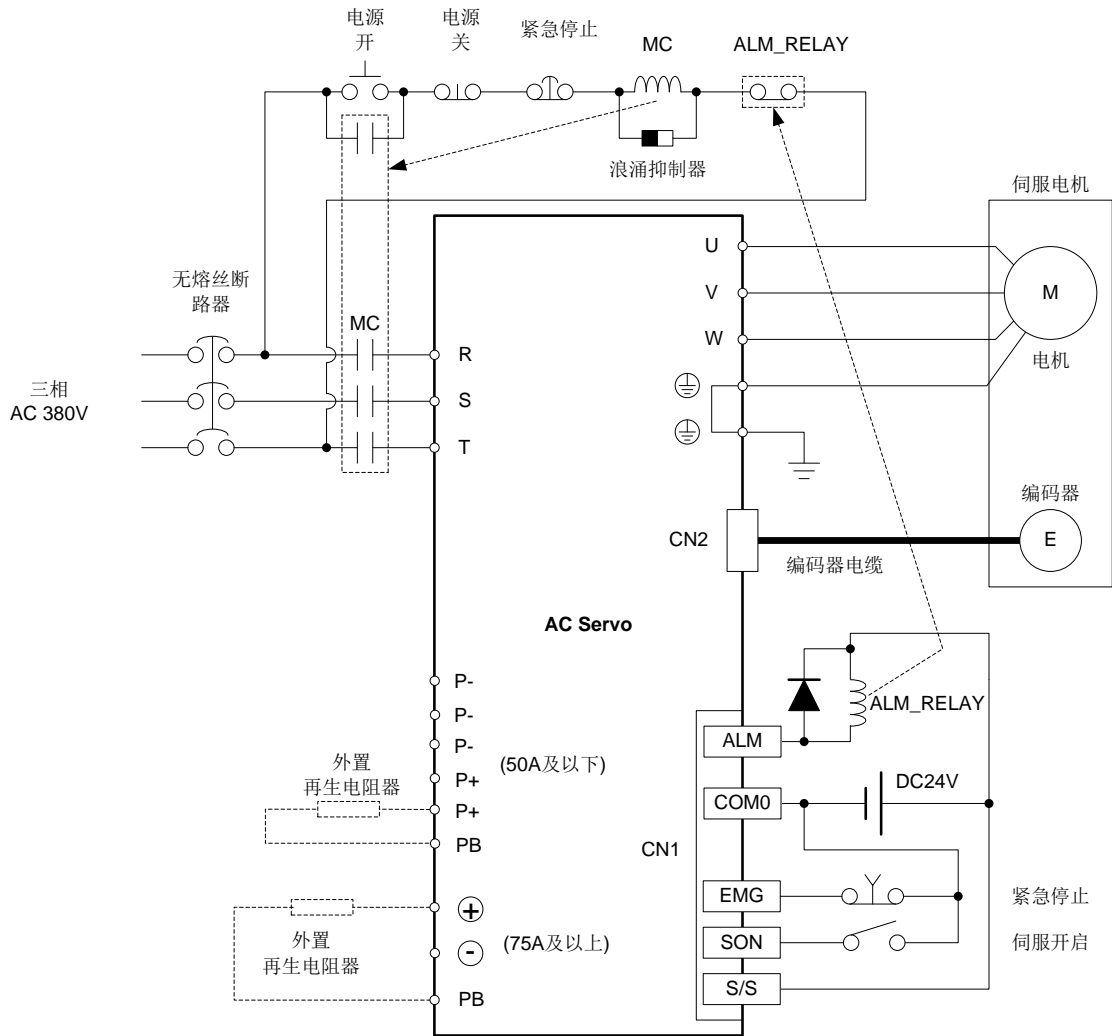 电源
开
电源
关
紧急停止
MC
ALM_RELAY
浪涌抑制器
伺服电机
无熔丝断
路器
MC
三相
AC 380V
R
S
T
U
V
W
M
电机
编码器
E
CN2
编码器电缆
AC Servo
P-
P-
P-
P+
P+
PB
(50A及以下)
外置
再生电阻器
+
-
PB
(75A及以上)
外置
再生电阻器
ALM_RELAY
ALM
COM0
DC24V
CN1
EMG
紧急停止
SON
伺服开启
S/S